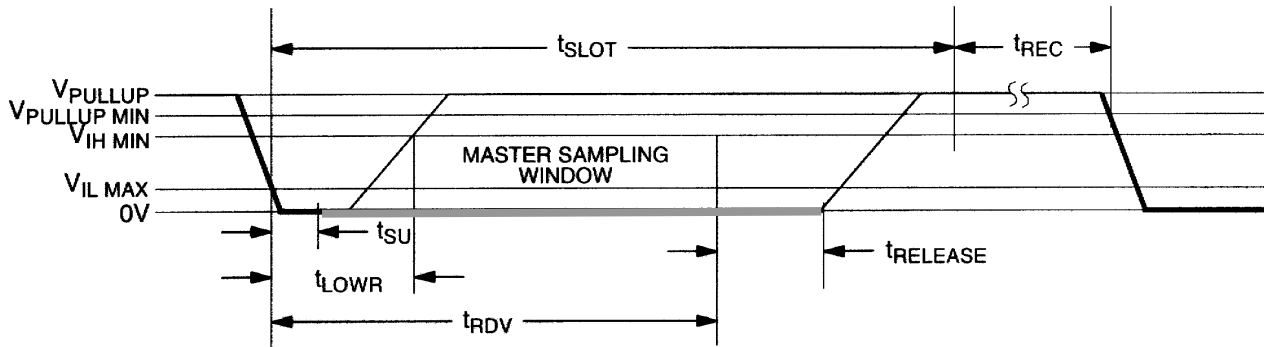 tSLOT
tREC
VPULLUP
VPULLUP MIN
VIH MIN
MASTER SAMPLING
WINDOW
VIL MAX
0V
tSU
tRELEASE
tLOWR
tRDV